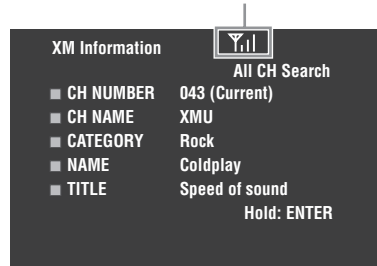 XM Information
All CH Search
CH NUMBER 043 (Current)
CH NAME XMU
CATEGORY Rock
NAME Coldplay
TITLE Speed of sound
Hold: ENTER